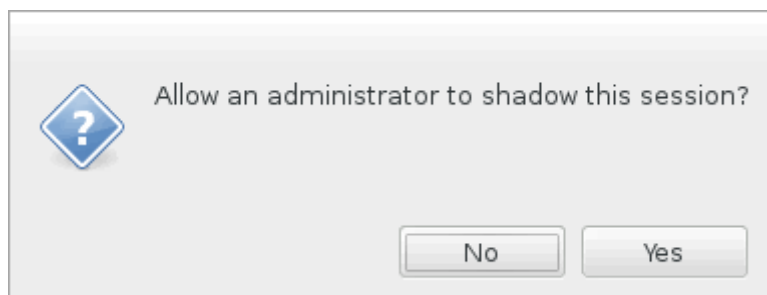 Allow an administrator to shadow this session?
No
Yes